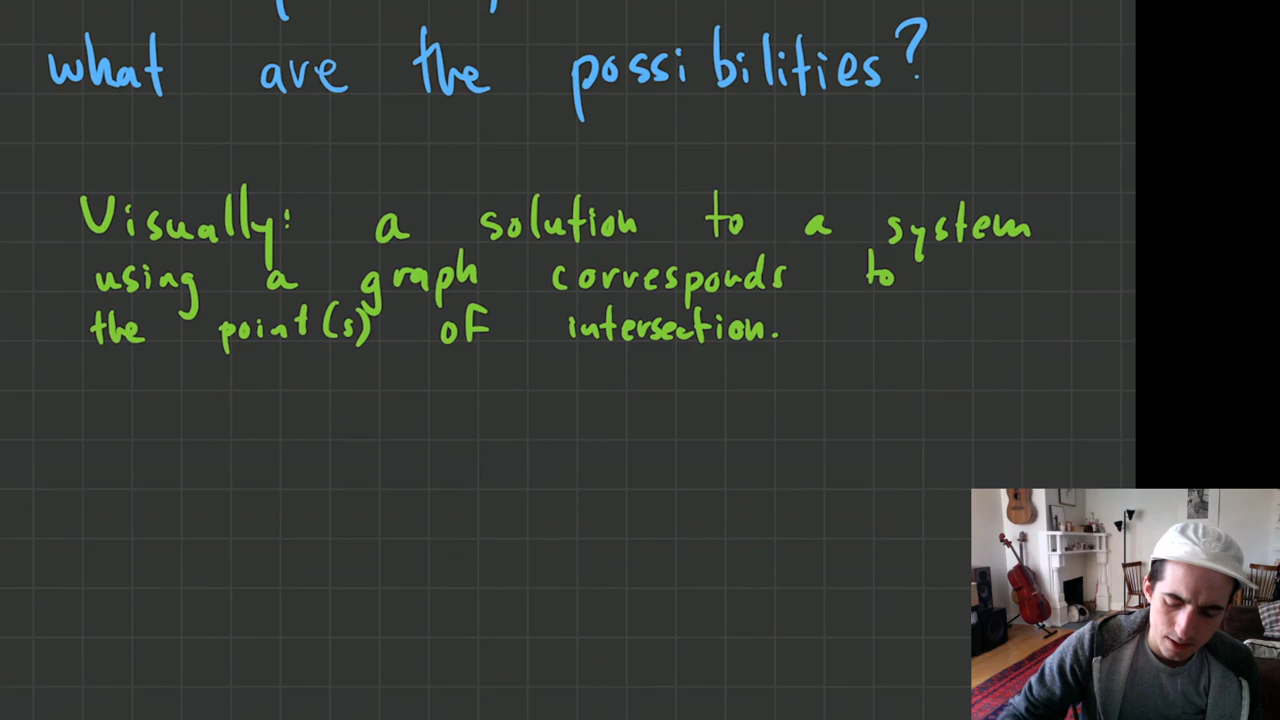 what are the possibilities?
Visually: a solution to a system
using a graph corresponds to
the point(s) of intersection.